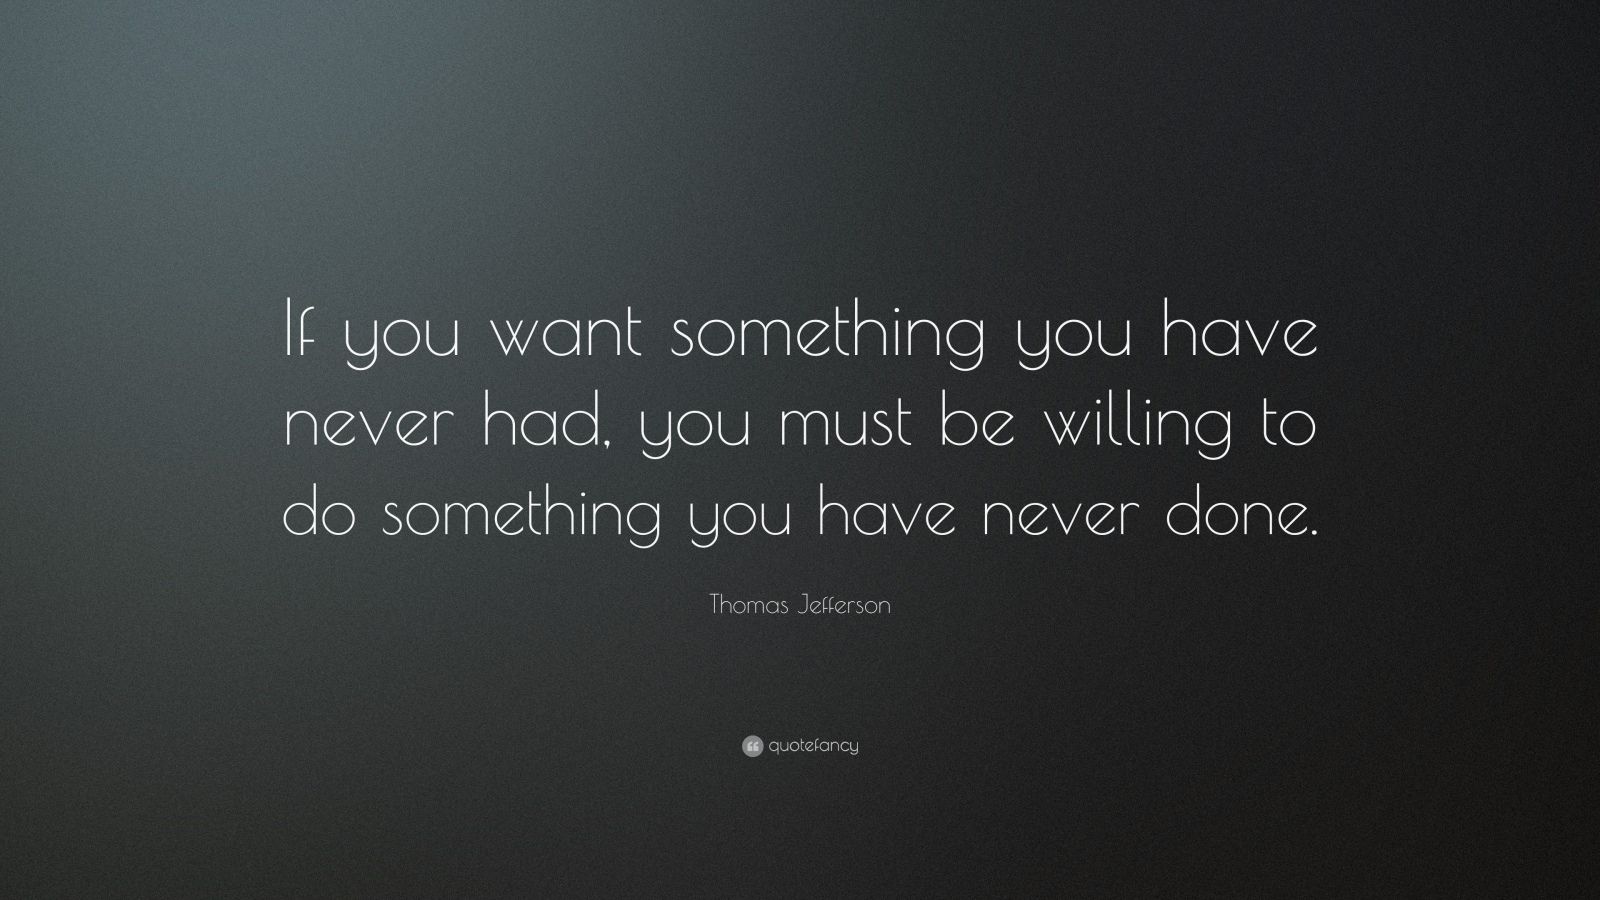 If you want something you have
never had, you must be willing to
do something you have never done.
Thomas Jefferson
quotefancy